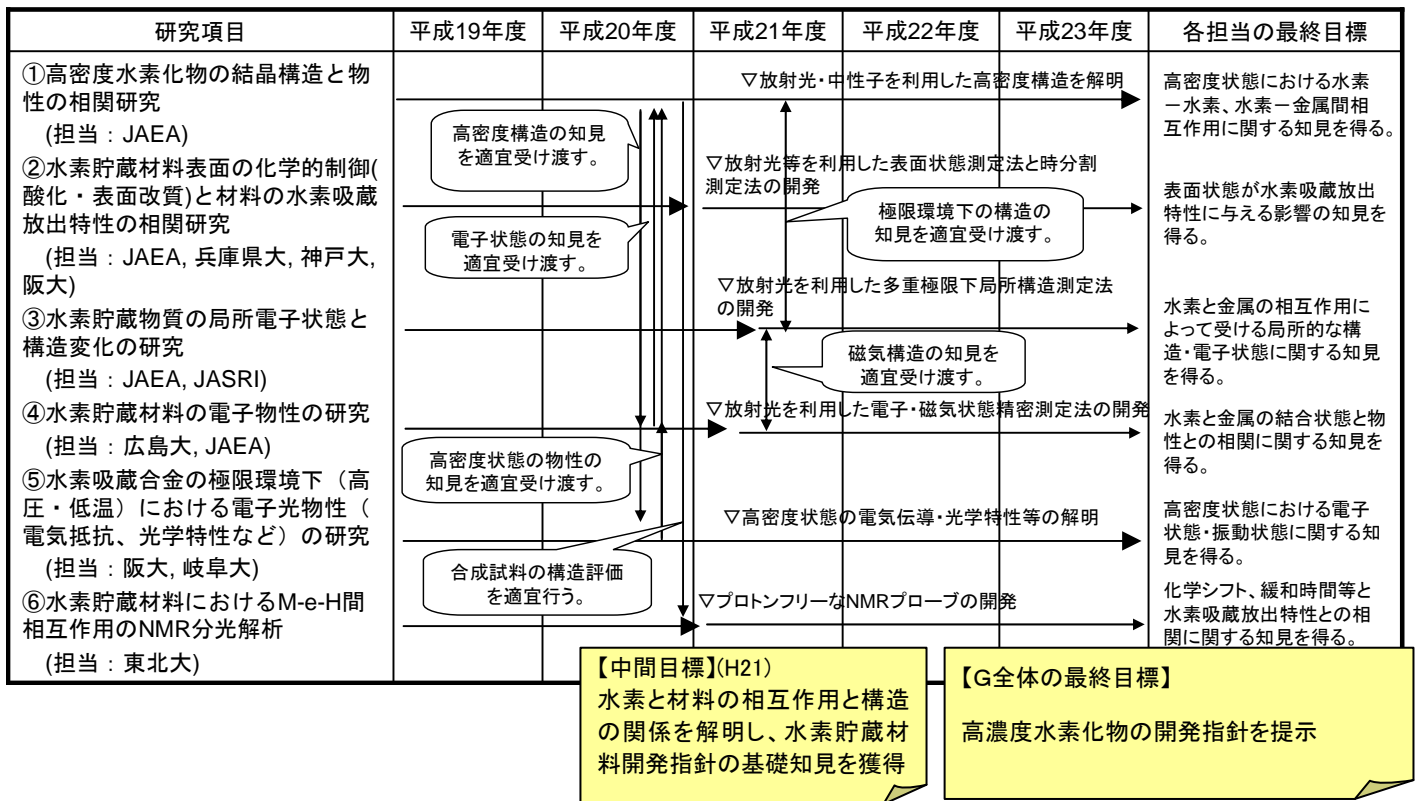 研究項目
平成19年度
平成20年度
平成21年度
平成22年度
平成23年度
各担当の最終目標
①高密度水素化物の結晶構造と物
性の相関研究
(担当：JAEA)
②水素貯蔵材料表面の化学的制御(
酸化・表面改質)と材料の水素吸蔵
放出特性の相関研究
(担当：JAEA, 兵庫県大, 神戸大,
阪大)
③水素貯蔵物質の局所電子状態と
構造変化の研究
(担当：JAEA, JASRI)
④水素貯蔵材料の電子物性の研究
(担当：広島大, JAEA)
⑤水素吸蔵合金の極限環境下（高
圧・低温）における電子光物性（
電気抵抗、光学特性など）の研究
(担当：阪大, 岐阜大)
⑥水素貯蔵材料におけるM-e-H間
相互作用のNMR分光解析
(担当：東北大)
高密度構造の知見
を適宜受け渡す。
電子状態の知見を
適宜受け渡す。
高密度状態の物性の
知見を適宜受け渡す。
合成試料の構造評価
を適宜行う。
▽放射光・中性子を利用した高密度構造を解明
▽放射光等を利用した表面状態測定法と時分割
測定法の開発
極限環境下の構造の
知見を適宜受け渡す。
▽放射光を利用した多重極限下局所構造測定法
の開発
磁気構造の知見を
適宜受け渡す。
▽放射光を利用した電子・磁気状態精密測定法の開発
▽高密度状態の電気伝導・光学特性等の解明
▽プロトンフリーなNMRプローブの開発
高密度状態における水素
－水素、水素－金属間相
互作用に関する知見を得る。
表面状態が水素吸蔵放出
特性に与える影響の知見を
得る。
水素と金属の相互作用に
よって受ける局所的な構
造・電子状態に関する知見
を得る。
水素と金属の結合状態と物
性との相関に関する知見を
得る。
高密度状態における電子
状態・振動状態に関する知
見を得る。
化学シフト、緩和時間等と
水素吸蔵放出特性との相
関に関する知見を得る。
【中間目標】(H21)
水素と材料の相互作用と構造
の関係を解明し、水素貯蔵材
料開発指針の基礎知見を獲得
【G全体の最終目標】
高濃度水素化物の開発指針を提示